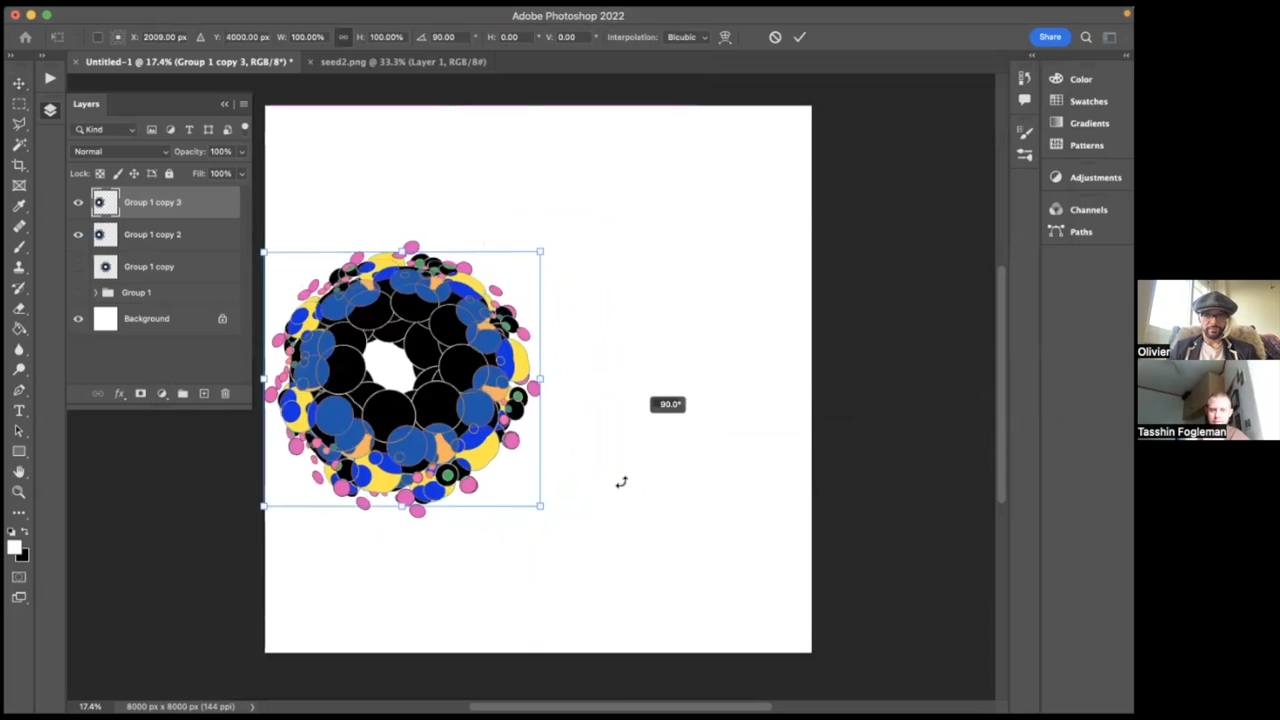 Adobe Photoshop 2022
X: 2009.00 px Y: 4000.00 px W: 100.00% H: 100.00% 90.00 ° H: 0.00 ° V: 0.00 ° Interpolation: Bicubic Share
Untitled-1 @ 17.4% (Group 1 copy 3, RGB/8*) * seed2.png @ 33.3% (Layer 1, RGB/8#)
Layers
Kind
Normal Opacity: 100%
Lock: Fill: 100%
Group 1 copy 3
Group 1 copy 2
Group 1 copy
Group 1
Background
90.0°
Color
Swatches
Gradients
Patterns
Adjustments
Channels
Paths
Olivier
Tasshin Fogleman
17.4% 8000 px x 8000 px (144 ppi)